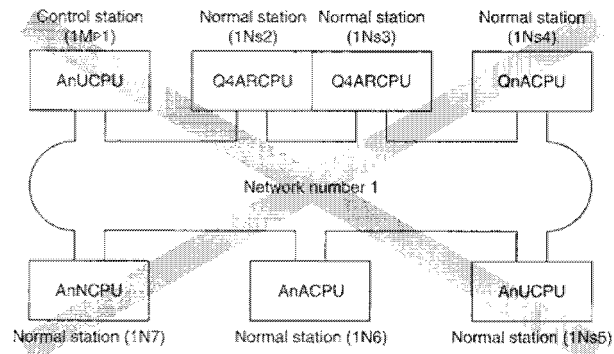 Control station
(1MP1)
Normal station
(1Ns2)
Normal station
(1Ns3)
Normal station
(1Ns4)
AnUCPU
Q4ARCPU
Q4ARCPU
QnACPU
Network number 1
AnNCPU
AnACPU
AnUCPU
Normal station (1N7)
Normal station (1N6)
Normal station (1Ns5)